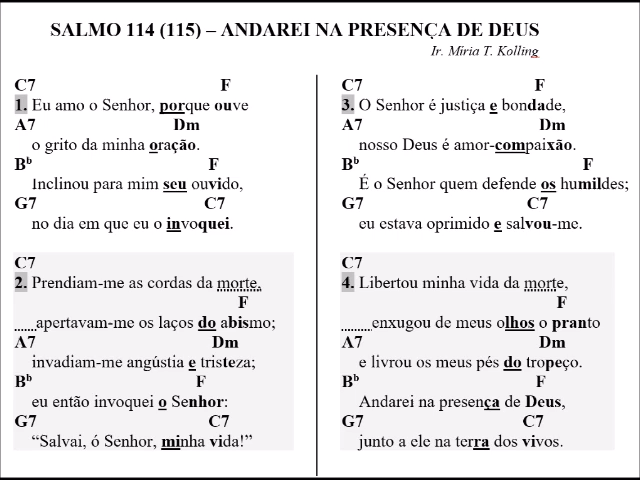 SALMO 114 (115) – ANDAREI NA PRESENÇA DE DEUS
Ir. Míria T. Kolling
C7 F
1. Eu amo o Senhor, porque ouve
A7 Dm
o grito da minha oração.
Bb F
Inclinou para mim seu ouvido,
G7 C7
no dia em que eu o invoquei.
C7
2. Prendiam-me as cordas da morte,
F
......apertavam-me os laços do abismo;
A7 Dm
invadiam-me angústia e tristeza;
Bb F
eu então invoquei o Senhor:
G7 C7
“Salvai, ó Senhor, minha vida!”
C7 F
3. O Senhor é justiça e bondade,
A7 Dm
nosso Deus é amor-compaixão.
Bb F
É o Senhor quem defende os humildes;
G7 C7
eu estava oprimido e salvou-me.
C7
4. Libertou minha vida da morte,
F
........enxugou de meus olhos o pranto
A7 Dm
e livrou os meus pés do tropeço.
Bb F
Andarei na presença de Deus,
G7 C7
junto a ele na terra dos vivos.